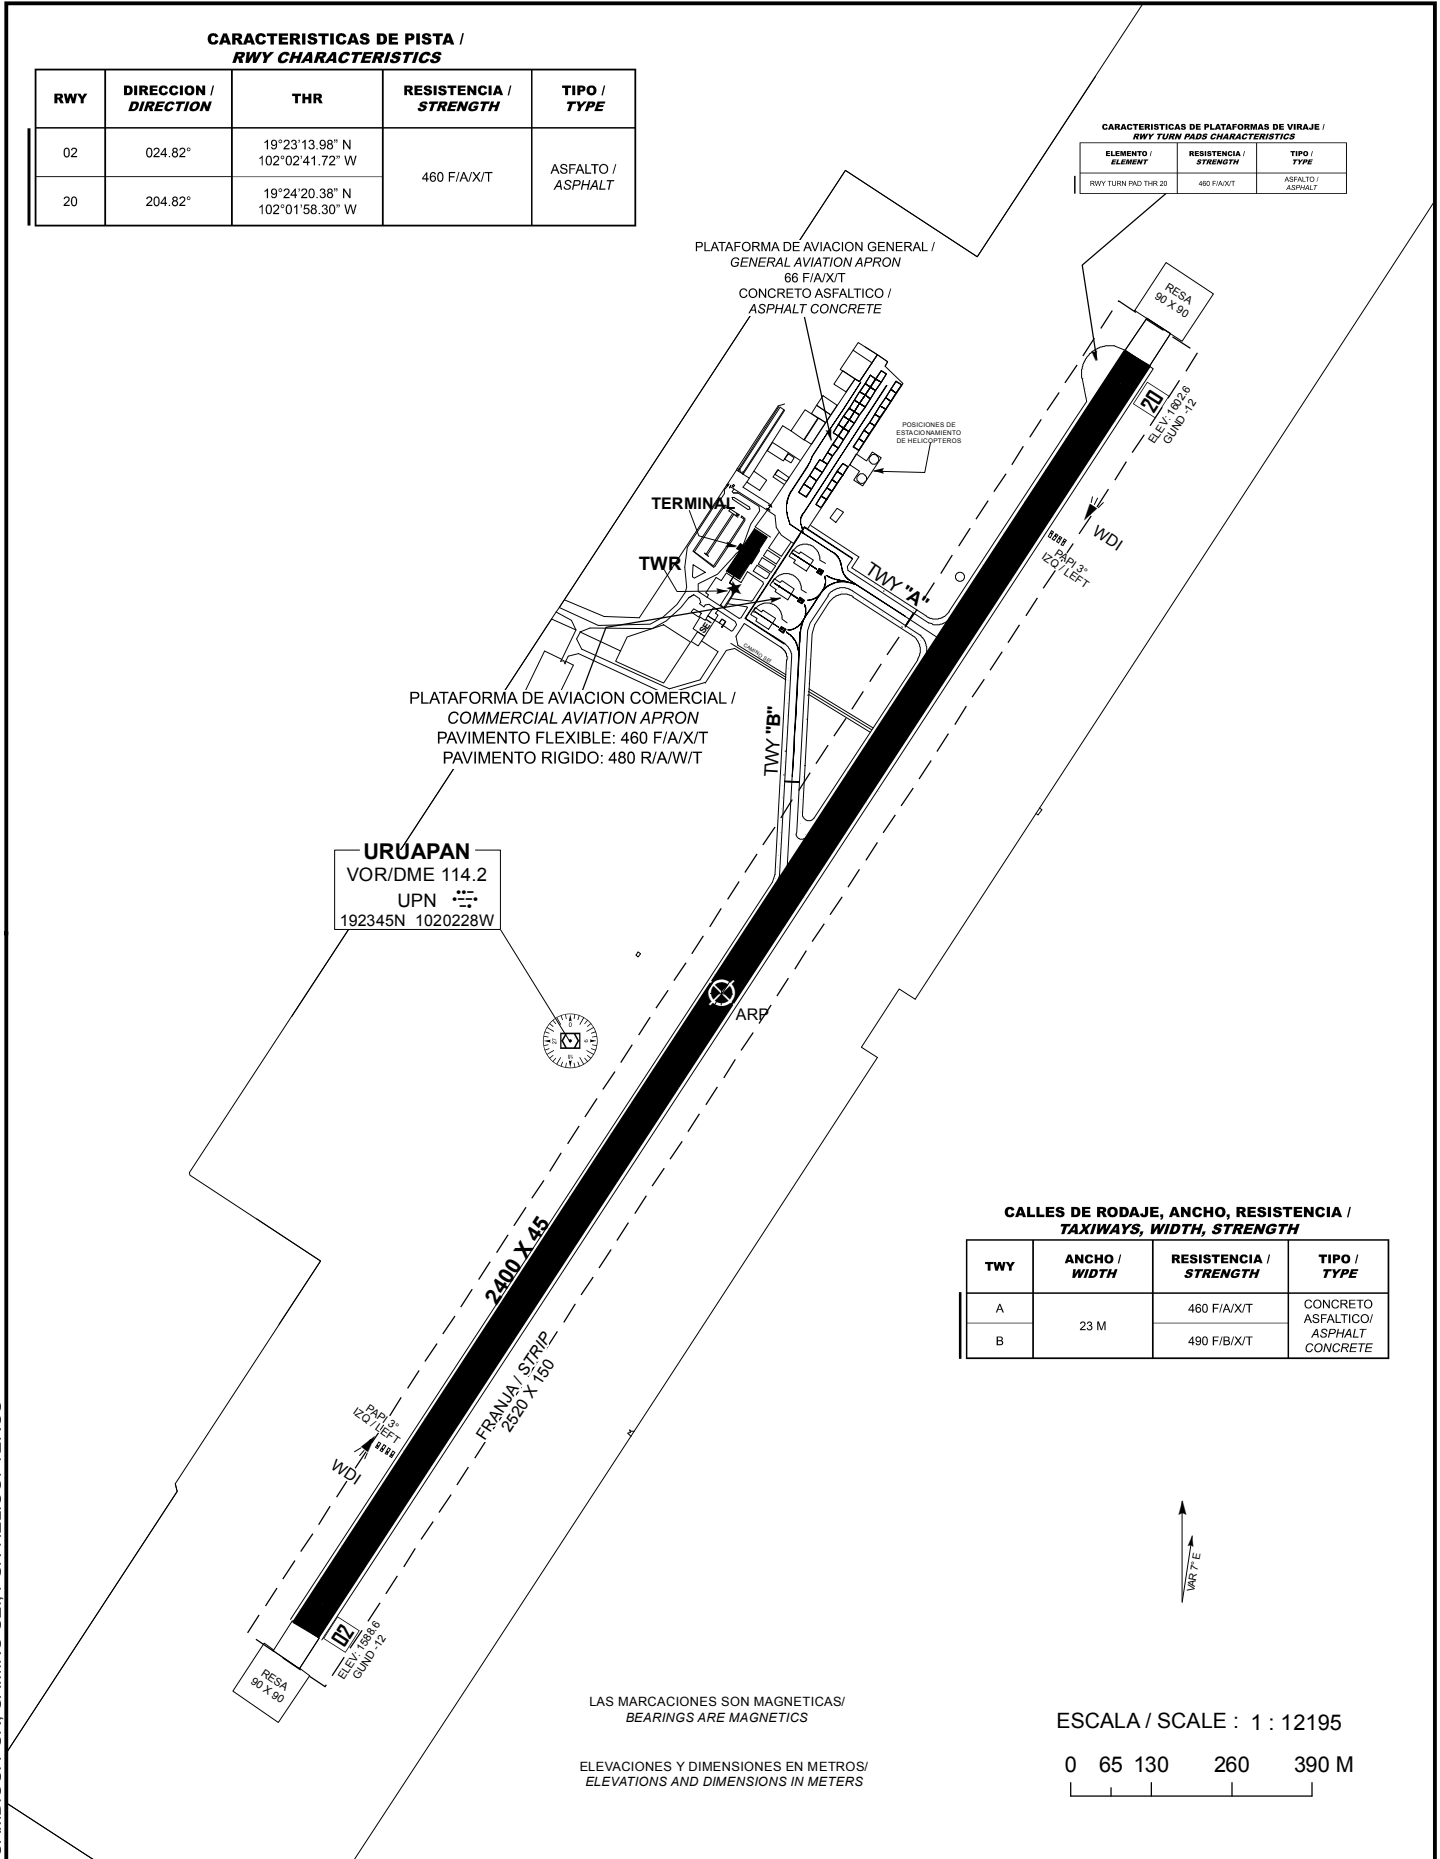 CARACTERISTICAS DE PISTA /
RWY CHARACTERISTICS
RWY
DIRECCION /
DIRECTION
THR
RESISTENCIA /
STRENGTH
TIPO /
TYPE
02
024.82°
19°23'13.98" N
102°02'41.72" W
460 F/A/X/T
ASFALTO /
ASPHALT
20
204.82°
19°24'20.38" N
102°01'58.30" W
CARACTERISTICAS DE PLATAFORMAS DE VIRAJE /
RWY TURN PADS CHARACTERISTICS
ELEMENTO /
ELEMENT
RESISTENCIA /
STRENGTH
TIPO /
TYPE
RWY TURN PAD THR 20
460 F/A/X/T
ASFALTO /
ASPHALT
PLATAFORMA DE AVIACION GENERAL /
GENERAL AVIATION APRON
66 F/A/X/T
CONCRETO ASFALTICO /
ASPHALT CONCRETE
RESA
90 X 90
20
ELEV: 1602.6
GUND -12
POSICIONES DE
ESTACIONAMIENTO
DE HELICOPTEROS
TERMINAL
TWR
WDI
PAPI 3°
IZQ / LEFT
TWY "A"
SEI
CAMINO SEI
PLATAFORMA DE AVIACION COMERCIAL /
COMMERCIAL AVIATION APRON
PAVIMENTO FLEXIBLE: 460 F/A/X/T
PAVIMENTO RIGIDO: 480 R/A/W/T
TWY "B"
URUAPAN
VOR/DME 114.2
UPN
192345N 1020228W
0
9
18
27
ARP
2400 X 45
FRANJA / STRIP
2520 X 150
CALLES DE RODAJE, ANCHO, RESISTENCIA /
TAXIWAYS, WIDTH, STRENGTH
TWY
ANCHO /
WIDTH
RESISTENCIA /
STRENGTH
TIPO /
TYPE
A
23 M
460 F/A/X/T
CONCRETO
ASFALTICO/
ASPHALT
CONCRETE
B
490 F/B/X/T
PAPI 3°
IZQ / LEFT
WDI
02
ELEV: 1588.6
GUND -12
RESA
90 X 90
VAR 7° E
LAS MARCACIONES SON MAGNETICAS/
BEARINGS ARE MAGNETICS
ELEVACIONES Y DIMENSIONES EN METROS/
ELEVATIONS AND DIMENSIONS IN METERS
ESCALA / SCALE : 1 : 12195
0 65 130 260 390 M